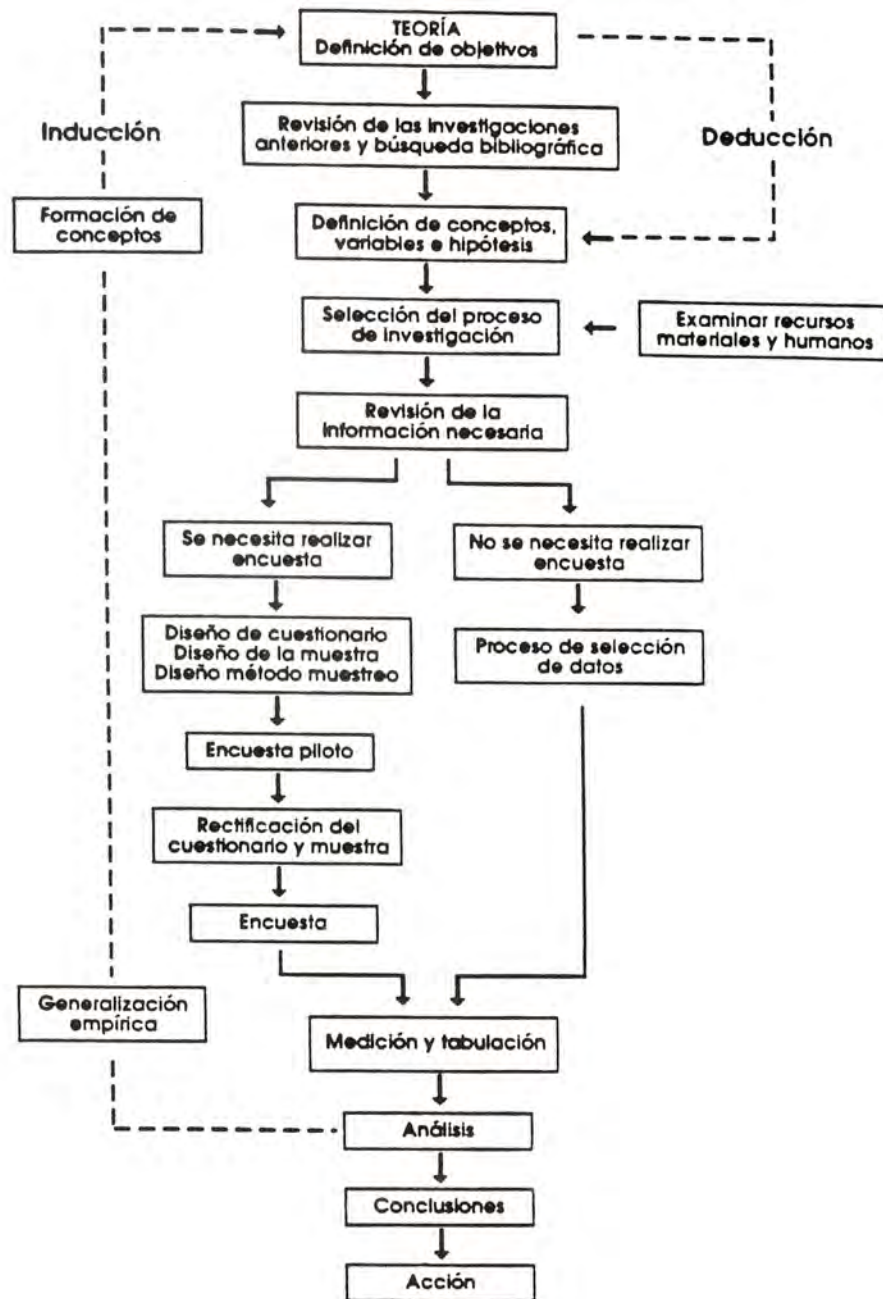 TEORÍA
Definición de objetivos
Inducción
Revisión de las investigaciones
anteriores y búsqueda bibliográfica
Deducción
Formación de
conceptos
Definición de conceptos,
variables e hipótesis
Selección del proceso
de investigación
Examinar recursos
materiales y humanos
Revisión de la
información necesaria
Se necesita realizar
encuesta
No se necesita realizar
encuesta
Diseño de cuestionario
Diseño de la muestra
Diseño método muestreo
Proceso de selección
de datos
Encuesta piloto
Rectificación del
cuestionario y muestra
Encuesta
Generalización
empírica
Medición y tabulación
Análisis
Conclusiones
Acción